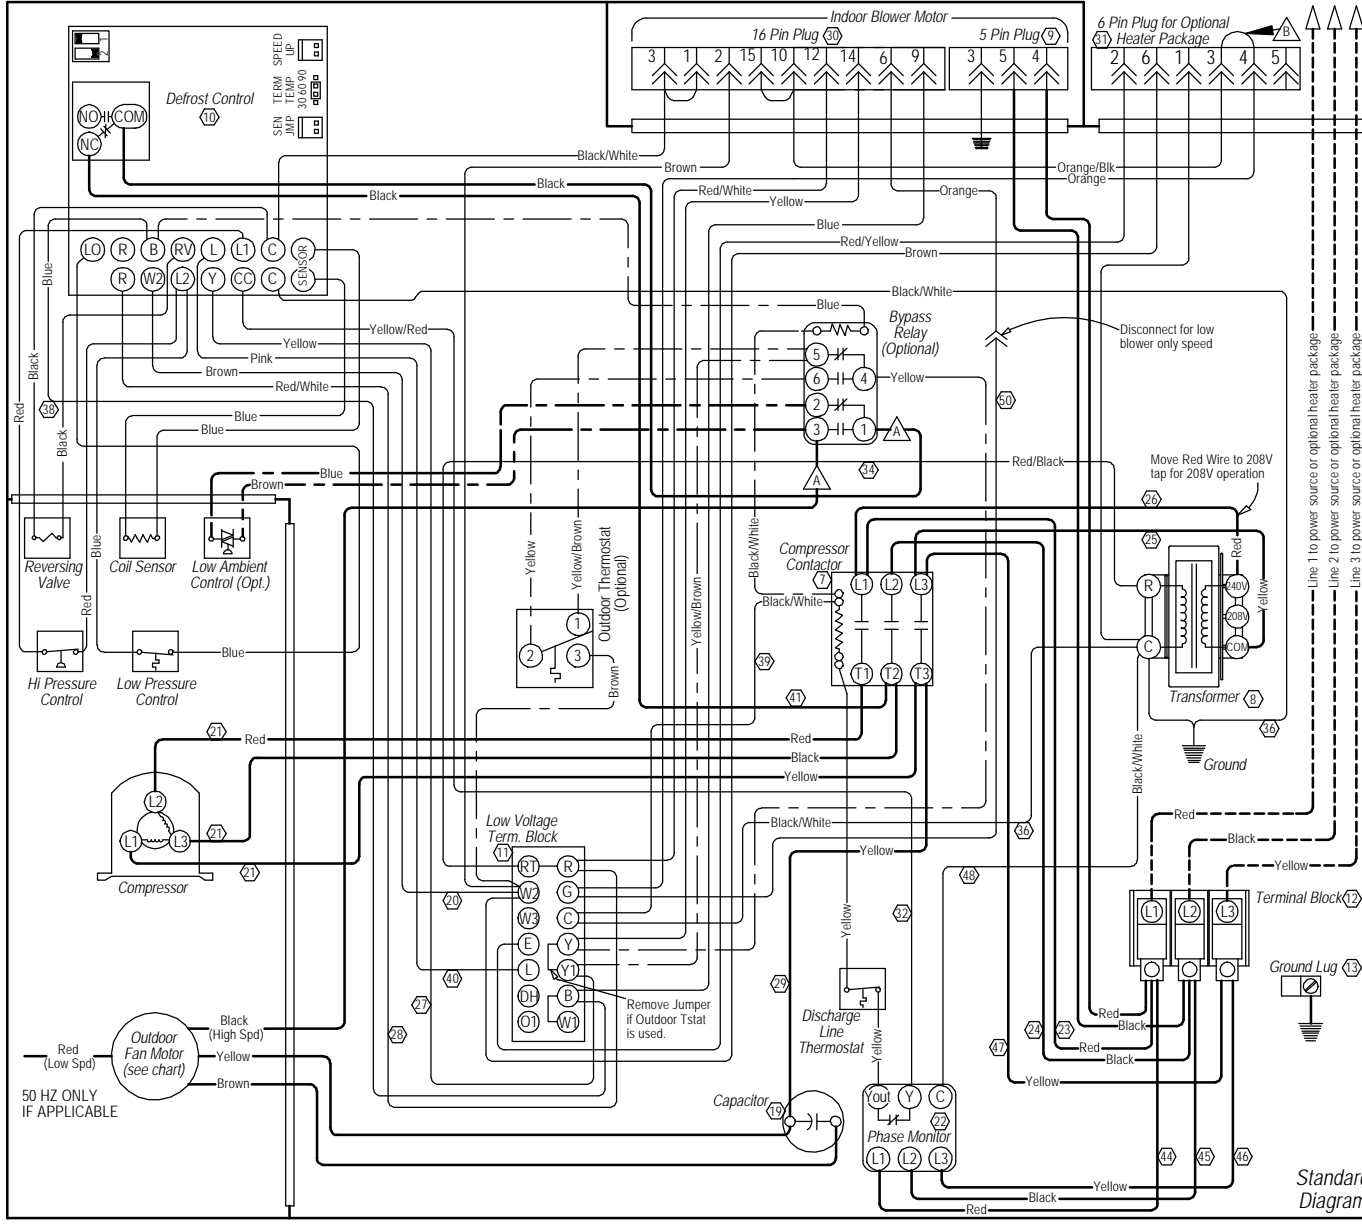 Indoor Blower Motor
16 Pin Plug 30
5 Pin Plug 9
6 Pin Plug for Optional
31 Heater Package
B
3 1 2 15 10 12 14 6 9
3 5 4
2 6 1 3 4 5
1
2
SPEED
UP
TERM
TEMP
30 60 90
SEN
JMP
Defrost Control
10
NO COM
NC
Black/White
Brown
Black
Black
Red/White
Yellow
Blue
Red/Yellow
Brown
Orange
Orange/Blk
Orange
LO R B RV L L1 C SENSOR
R W2 L2 Y CC C
Blue
Black/White
Blue
Yellow/Red
Yellow
Pink
Brown
Red/White
Blue
Blue
Black
Red
Black
38
Bypass
Relay
(Optional)
5
6 4
2
3 1
Yellow
A
A
34
Disconnect for low
blower only speed
50
Line 1 to power source or optional heater package
Line 2 to power source or optional heater package
Line 3 to power source or optional heater package
Red/Black
Move Red Wire to 208V
tap for 208V operation
26
25
Blue
Brown
Reversing
Valve
Coil Sensor
Low Ambient
Control (Opt.)
Blue
Red
Hi Pressure
Control
Low Pressure
Control
Blue
Yellow
Yellow/Brown
Outdoor Thermostat
(Optional)
1
2 3
Brown
Yellow/Brown
Black/White
Compressor
Contactor
7
Black/White
L1 L2 L3
T1 T2 T3
39
41
R
C
240V
208V
COM
Red
Yellow
Transformer 8
36
Ground
Black/White
21
Red
Red
Black
Yellow
L2
L1 L3
21
21
Compressor
Low Voltage
Term. Block
11
RT R
W2 G
W3 C
E Y
L Y1
DH B
O1 W1
20
40
27
28
Remove Jumper
if Outdoor Tstat
is used.
Black/White
36
Yellow
48
32
29
Yellow
Discharge
Line
Thermostat
Yellow
Red
Black
Yellow
L1 L2 L3
Terminal Block 12
Ground Lug 13
Red
Black
Red
Black
Yellow
24 23
47
Outdoor
Fan Motor
(see chart)
Black
(High Spd)
Red
(Low Spd)
Yellow
Brown
50 HZ ONLY
IF APPLICABLE
Capacitor 19
Yout Y C
22
Phase Monitor
L1 L2 L3
Yellow
Black
Red
44 45 46
Standard
Diagram